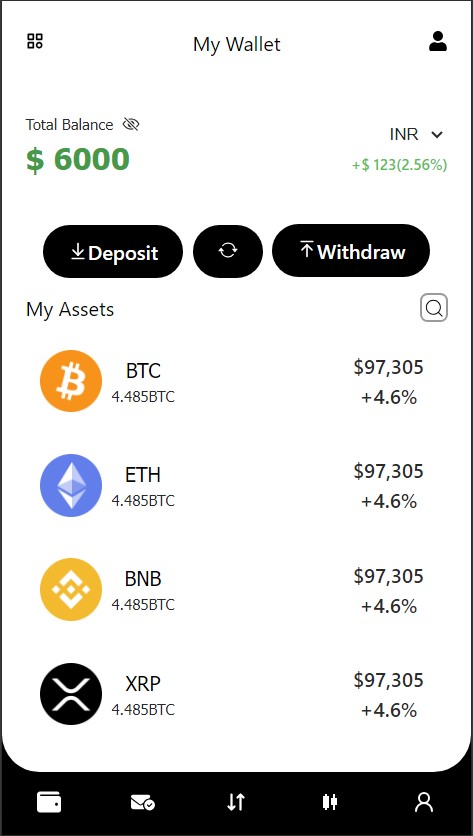 My Wallet
Total Balance
INR
$ 6000
+$ 123(2.56%)
Deposit
Withdraw
My Assets
BTC
$97,305
4.485BTC
+4.6%
ETH
$97,305
4.485BTC
+4.6%
BNB
$97,305
4.485BTC
+4.6%
XRP
$97,305
4.485BTC
+4.6%